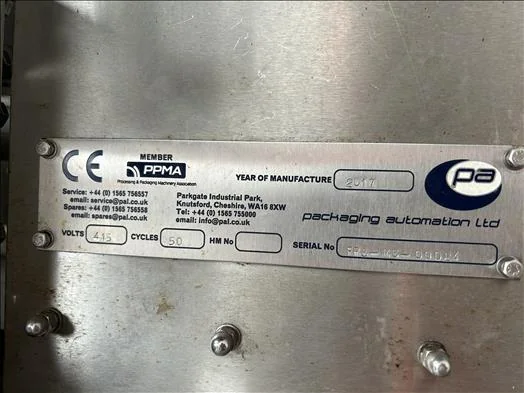 CE
MEMBER
PPMA
Processing & Packaging Machinery Association
Service: +44 (0) 1565 756557
email: service@pal.co.uk
Spares: +44 (0) 1565 756558
email: spares@pal.co.uk
Parkgate Industrial Park,
Knutsford, Cheshire, WA16 8XW
Tel: +44 (0) 1565 755000
email: info@pal.co.uk
YEAR OF MANUFACTURE 2017
pa
packaging automation Ltd
VOLTS 415 CYCLES 50 HM No SERIAL No